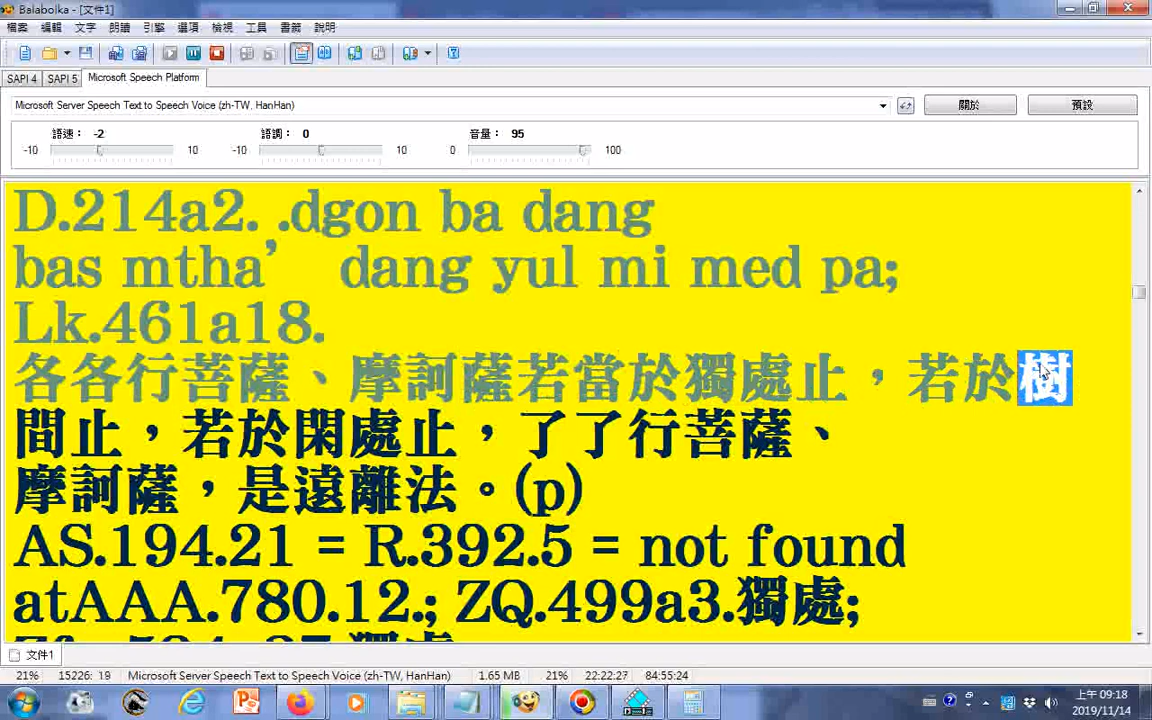 Balabolka - [文件1]
檔案 編輯 文字 朗讀 引擎 選項 檢視 工具 書籤 說明
SAPI 4 SAPI 5 Microsoft Speech Platform
Microsoft Server Speech Text to Speech Voice (zh-TW, HanHan) 關於 預設
語速： -2 語調： 0 音量： 95
-10 10 -10 10 0 100
D.214a2. .dgon ba dang
bas mtha’ dang yul mi med pa;
Lk.461a18.
各各行菩薩、摩訶薩若當於獨處止，若於樹
間止，若於閑處止，了了行菩薩、
摩訶薩，是遠離法。(p)
AS.194.21 = R.392.5 = not found
atAAA.780.12.; ZQ.499a3.獨處;
文件1
21% 15226: 19 Microsoft Server Speech Text to Speech Voice (zh-TW, HanHan) 1.65 MB 21% 22:22:27 84:55:24
上午 09:18
2019/11/14